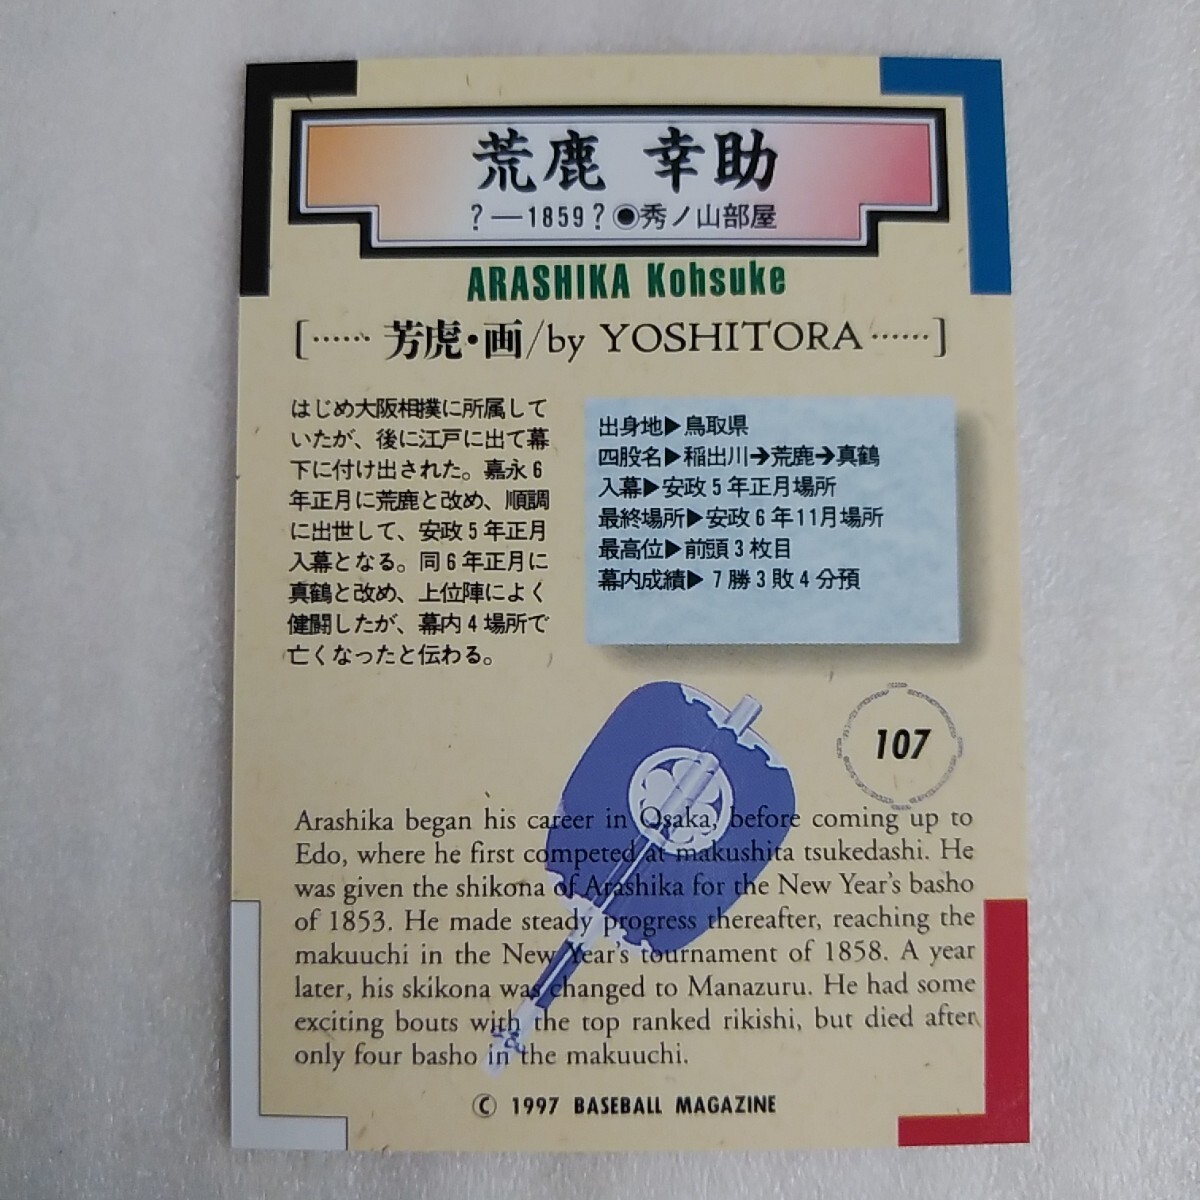 荒鹿 幸助
?—1859?◉秀ノ山部屋
ARASHIKA Kohsuke
[…… 芳虎・画/by YOSHITORA ……]
はじめ大阪相撲に所属して
いたが、後に江戸に出て幕
下に付け出された。嘉永6
年正月に荒鹿と改め、順調
に出世して、安政5年正月
入幕となる。同6年正月に
真鶴と改め、上位陣によく
健闘したが、幕内4場所で
亡くなったと伝わる。
出身地▶鳥取県
四股名▶稲出川→荒鹿→真鶴
入幕▶安政5年正月場所
最終場所▶安政6年11月場所
最高位▶前頭3枚目
幕内成績▶7勝3敗4分預
107
Arashika began his career in Osaka, before coming up to
Edo, where he first competed at makushita tsukedashi. He
was given the shikona of Arashika for the New Year's basho
of 1853. He made steady progress thereafter, reaching the
makuuchi in the New Year's tournament of 1858. A year
later, his skikona was changed to Manazuru. He had some
exciting bouts with the top ranked rikishi, but died after
only four basho in the makuuchi.
© 1997 BASEBALL MAGAZINE